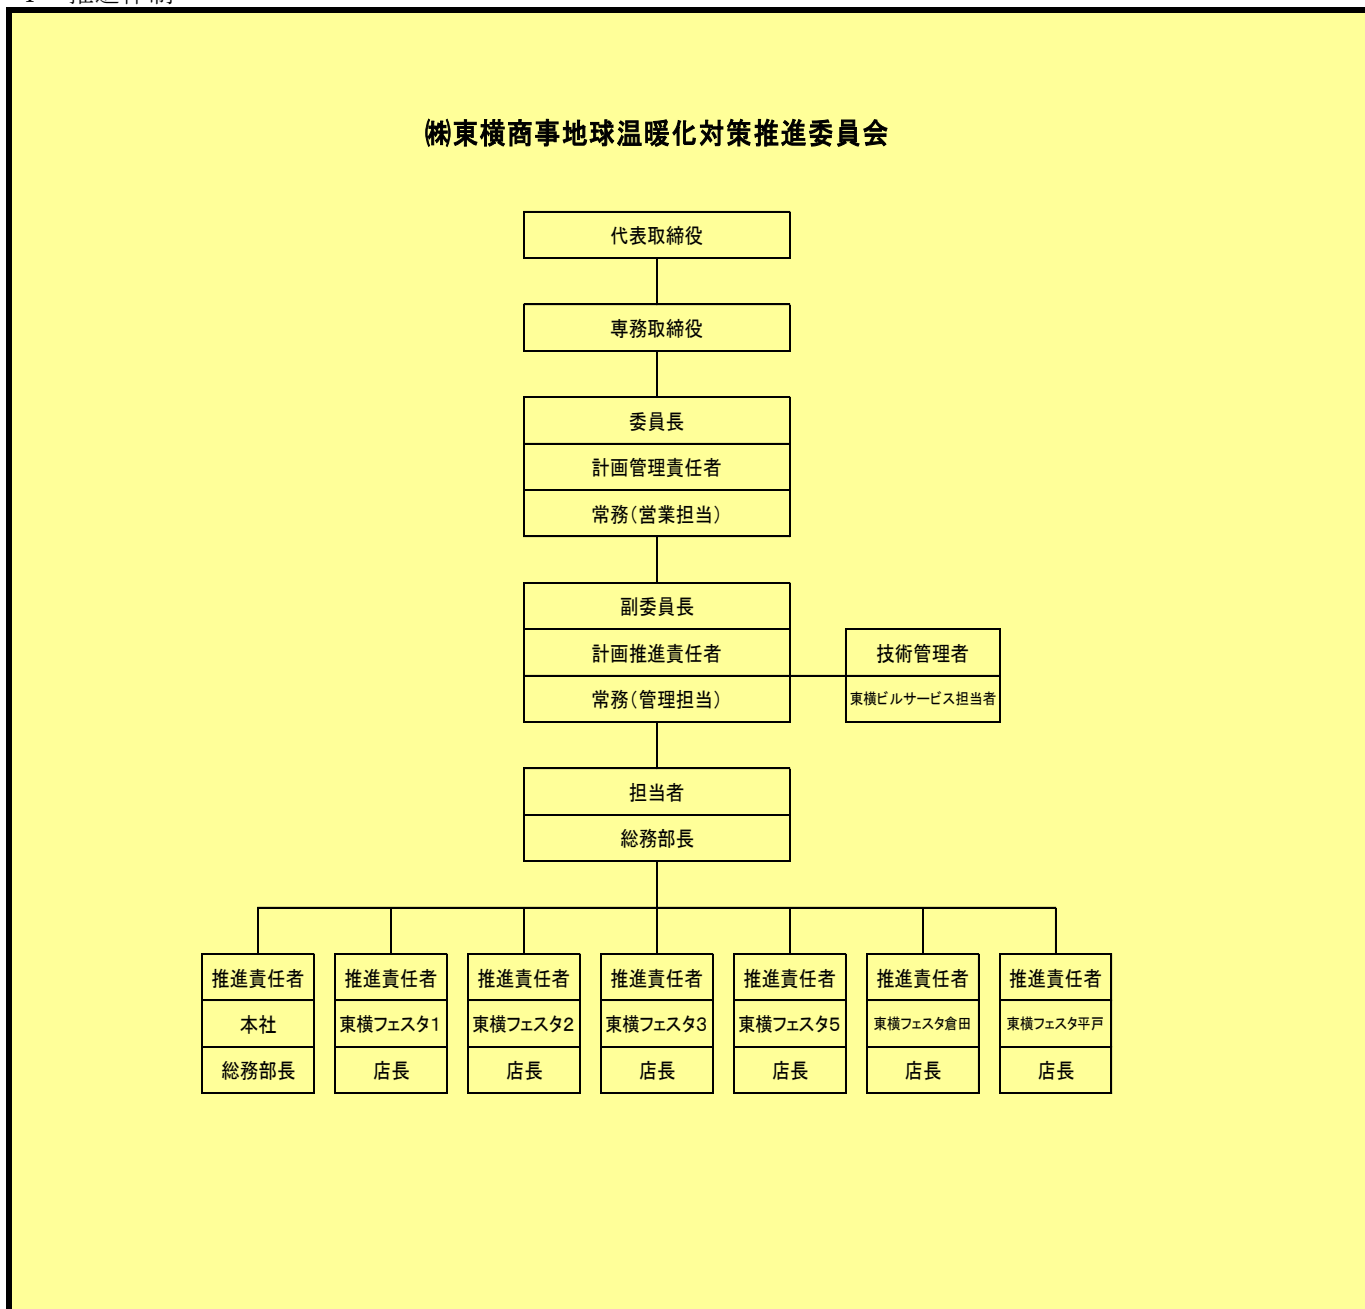 ㈱東横商事地球温暖化対策推進委員会
代表取締役
専務取締役
委員長
計画管理責任者
常務（営業担当）
副委員長
計画推進責任者
常務（管理担当）
技術管理者
東横ビルサービス担当者
担当者
総務部長
推進責任者 推進責任者 推進責任者 推進責任者 推進責任者 推進責任者 推進責任者
本社 東横フェスタ1 東横フェスタ2 東横フェスタ3 東横フェスタ5 東横フェスタ倉田 東横フェスタ平戸
総務部長 店長 店長 店長 店長 店長 店長